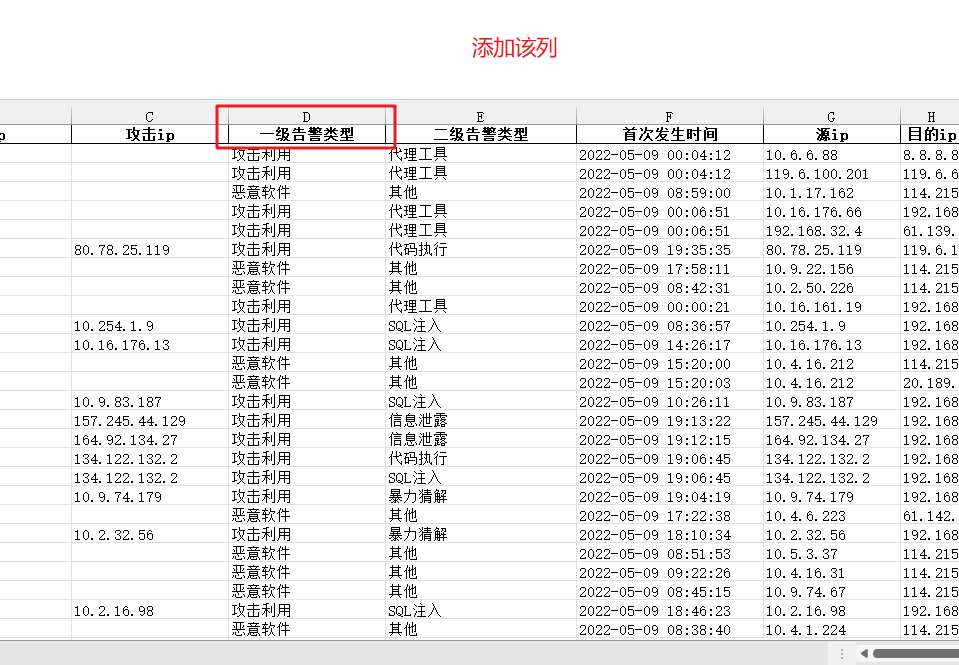 添加该列
C D E F G H
p 攻击ip 一级告警类型 二级告警类型 首次发生时间 源ip 目的ip
攻击利用 代理工具 2022-05-09 00:04:12 10.6.6.88 8.8.8.8
攻击利用 代理工具 2022-05-09 00:04:12 119.6.100.201 119.6.6
恶意软件 其他 2022-05-09 08:59:00 10.1.17.162 114.215
攻击利用 代理工具 2022-05-09 00:06:51 10.16.176.66 192.168
攻击利用 代理工具 2022-05-09 00:06:51 192.168.32.4 61.139.
80.78.25.119 攻击利用 代码执行 2022-05-09 19:35:35 80.78.25.119 119.6.1
恶意软件 其他 2022-05-09 17:58:11 10.9.22.156 114.215
恶意软件 其他 2022-05-09 08:42:31 10.2.50.226 114.215
攻击利用 代理工具 2022-05-09 00:00:21 10.16.161.19 192.168
10.254.1.9 攻击利用 SQL注入 2022-05-09 08:36:57 10.254.1.9 192.168
10.16.176.13 攻击利用 SQL注入 2022-05-09 14:26:17 10.16.176.13 192.168
恶意软件 其他 2022-05-09 15:20:00 10.4.16.212 114.215
恶意软件 其他 2022-05-09 15:20:03 10.4.16.212 20.189.
10.9.83.187 攻击利用 SQL注入 2022-05-09 10:26:11 10.9.83.187 192.168
157.245.44.129 攻击利用 信息泄露 2022-05-09 19:13:22 157.245.44.129 192.168
164.92.134.27 攻击利用 信息泄露 2022-05-09 19:12:15 164.92.134.27 192.168
134.122.132.2 攻击利用 代码执行 2022-05-09 19:06:45 134.122.132.2 192.168
134.122.132.2 攻击利用 SQL注入 2022-05-09 19:06:45 134.122.132.2 192.168
10.9.74.179 攻击利用 暴力猜解 2022-05-09 19:04:19 10.9.74.179 192.168
恶意软件 其他 2022-05-09 17:22:38 10.4.6.223 61.142.
10.2.32.56 攻击利用 暴力猜解 2022-05-09 18:10:34 10.2.32.56 192.168
恶意软件 其他 2022-05-09 08:51:53 10.5.3.37 114.215
恶意软件 其他 2022-05-09 09:22:26 10.4.16.31 114.215
恶意软件 其他 2022-05-09 08:45:15 10.9.74.67 114.215
10.2.16.98 攻击利用 SQL注入 2022-05-09 18:46:23 10.2.16.98 192.168
恶意软件 其他 2022-05-09 08:38:40 10.4.1.224 114.215